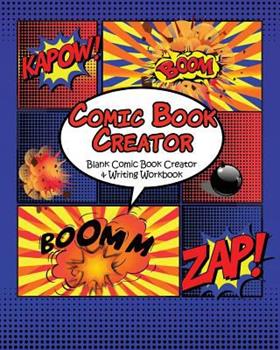 KAPOW!
BOOM
COMIC BOOK
CREATOR
BLANK COMIC BOOK CREATOR
& WRITING WORKBOOK
BOOMM
ZAP!